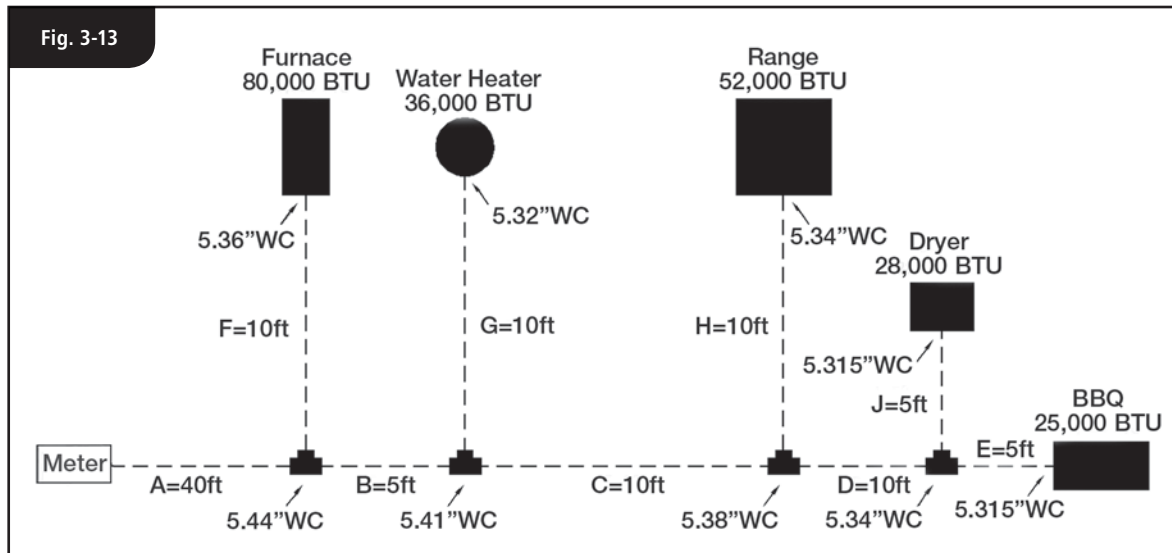 Fig. 3-13
Furnace
80,000 BTU
Water Heater
36,000 BTU
Range
52,000 BTU
5.36”WC
5.32”WC
5.34”WC
Dryer
28,000 BTU
F=10ft
G=10ft
H=10ft
5.315”WC
J=5ft
BBQ
25,000 BTU
Meter
A=40ft
B=5ft
C=10ft
D=10ft
E=5ft
5.44”WC
5.41”WC
5.38”WC
5.34”WC
5.315”WC